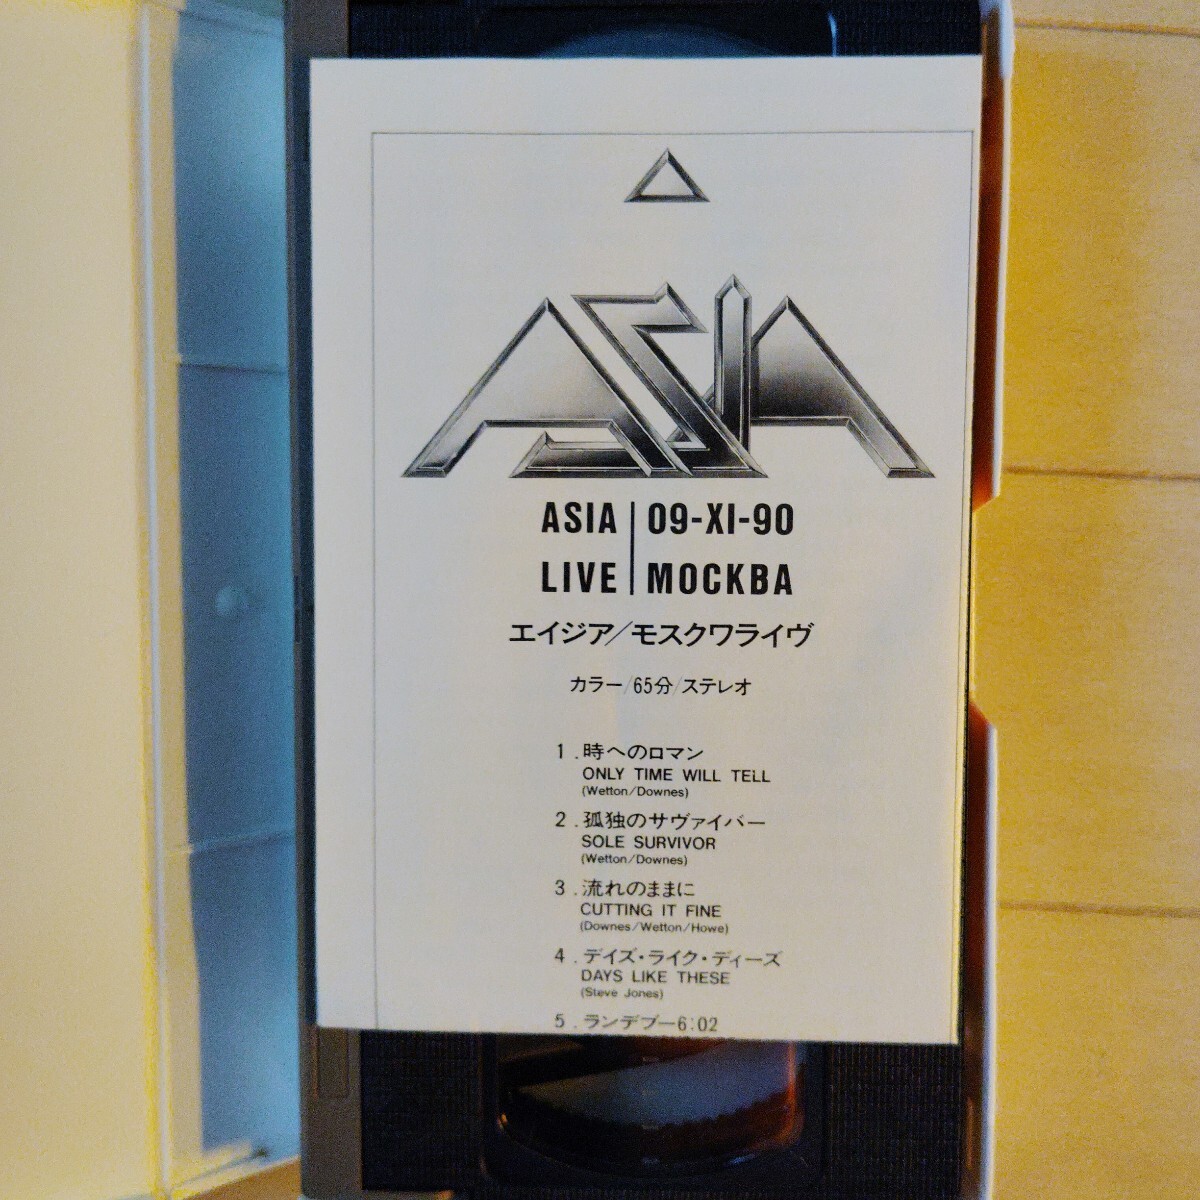 ASIA
ASIA 09-XI-90
LIVE MOCKBA
エイジア/モスクワライヴ
カラー/65分/ステレオ
1．時へのロマン
ONLY TIME WILL TELL
(Wetton/Downes)
2．孤独のサヴァイバー
SOLE SURVIVOR
(Wetton/Downes)
3．流れのままに
CUTTING IT FINE
(Downes/Wetton/Howe)
4．デイズ・ライク・ディーズ
DAYS LIKE THESE
(Steve Jones)
5．ランデブー6:02